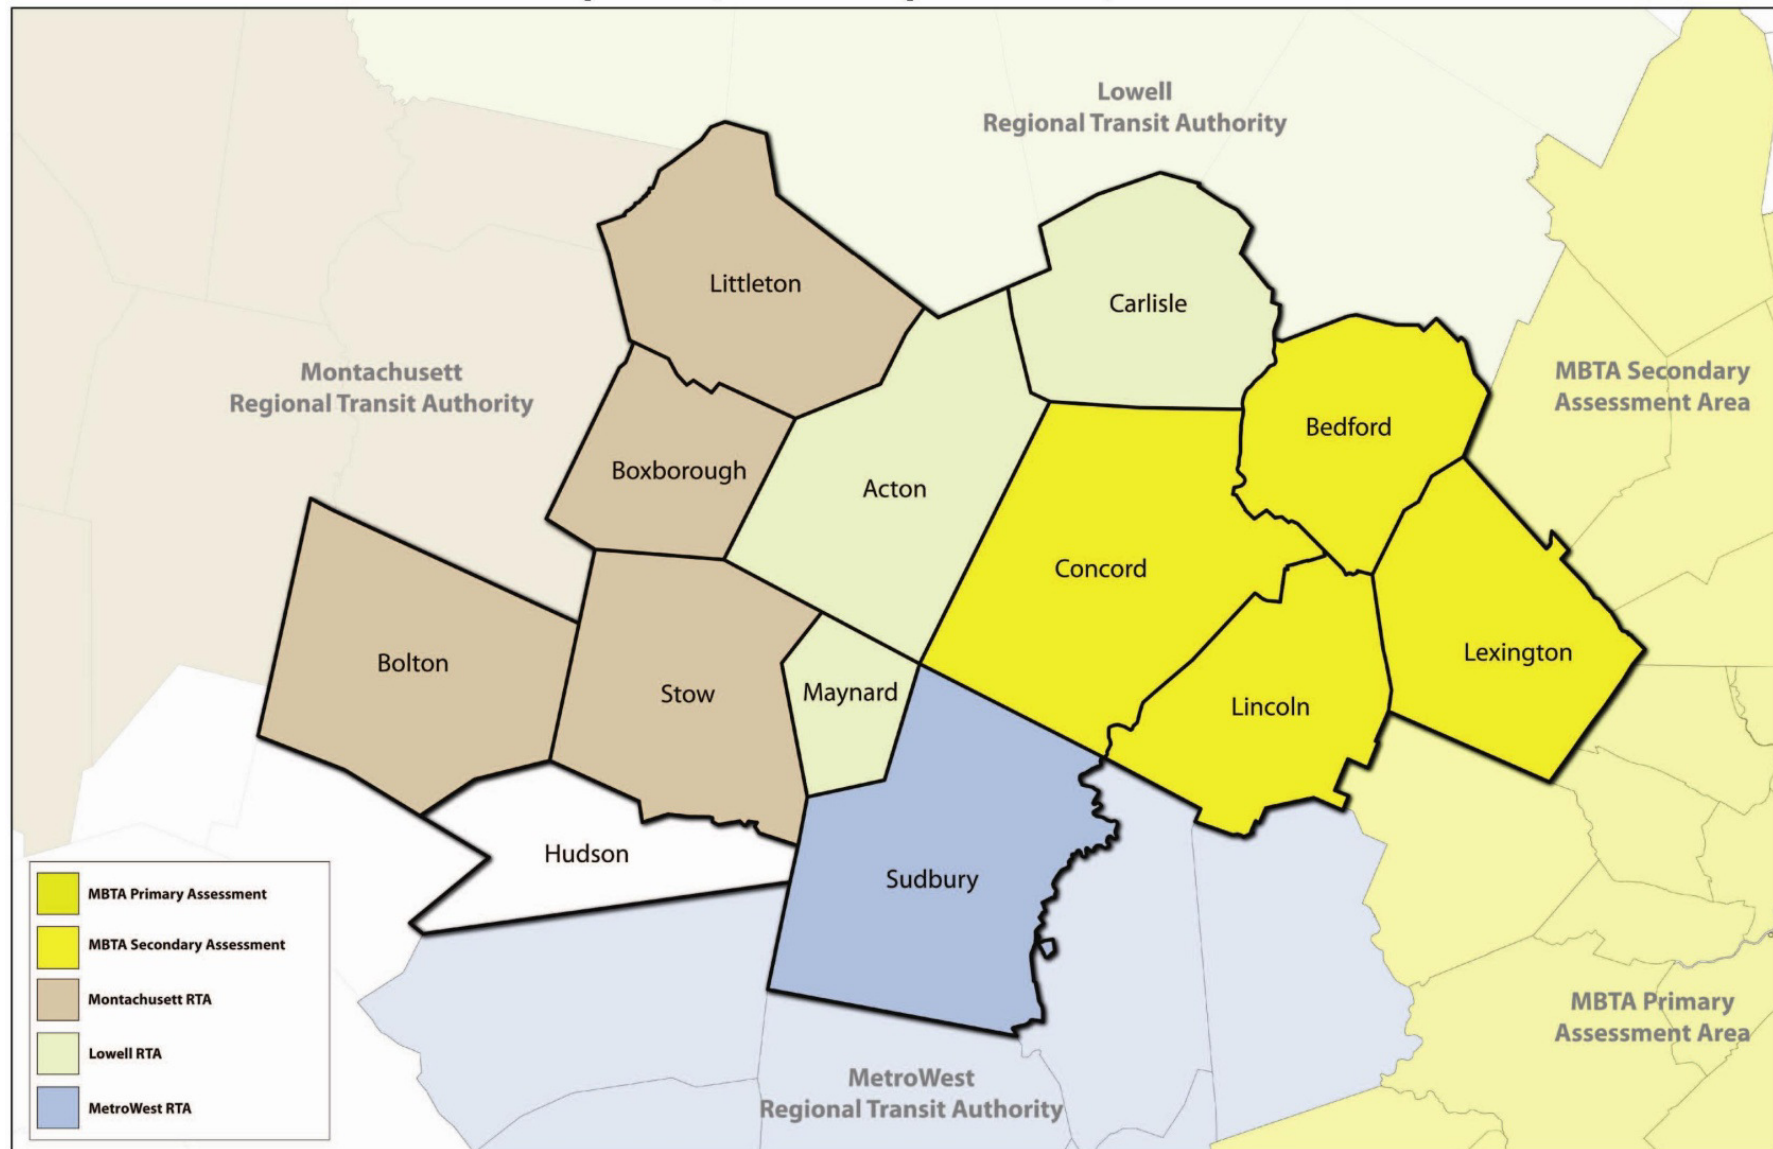 Lowell
Regional Transit Authority
Littleton
Carlisle
Montachusett
Regional Transit Authority
MBTA Secondary
Assessment Area
Bedford
Boxborough
Acton
Concord
Bolton
Stow
Maynard
Lincoln
Lexington
Hudson
Sudbury
MBTA Primary Assessment
MBTA Secondary Assessment
Montachusett RTA
Lowell RTA
MetroWest RTA
MBTA Primary
Assessment Area
MetroWest
Regional Transit Authority